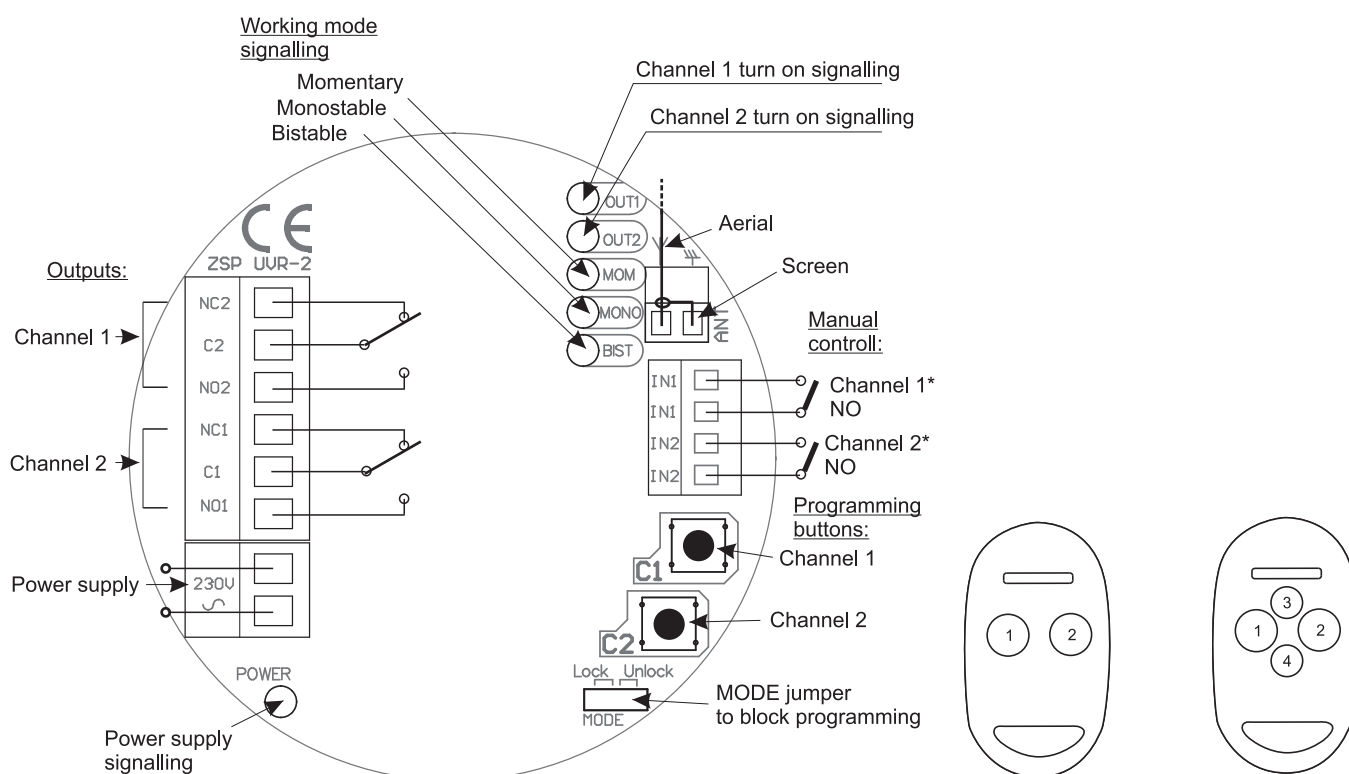 Working mode
signalling
Momentary
Monostable
Bistable
Channel 1 turn on signalling
Channel 2 turn on signalling
OUT1
OUT2
MOM
MONO
BIST
Aerial
Screen
ANT
CE
ZSP UVR-2
Outputs:
Channel 1
Channel 2
NC2
C2
NO2
NC1
C1
NO1
Power supply
230V
POWER
Power supply
signalling
Manual
controll:
IN1
IN1
IN2
IN2
Channel 1*
NO
Channel 2*
NO
Programming
buttons:
C1
Channel 1
C2
Channel 2
Lock Unlock
MODE
MODE jumper
to block programming
1 2
3
1 2
4